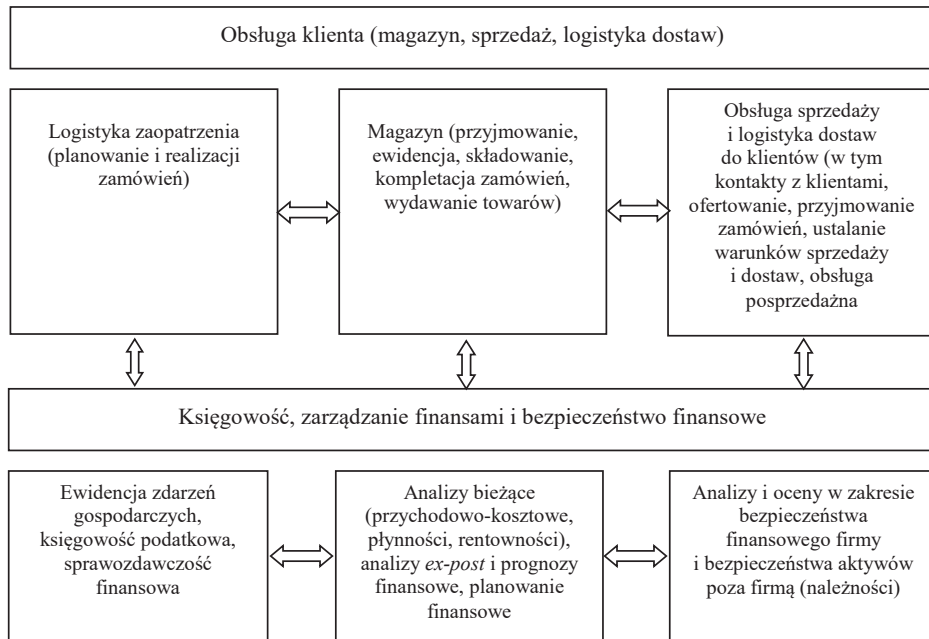 Obsługa klienta (magazyn, sprzedaż, logistyka dostaw)
Logistyka zaopatrzenia
(planowanie i realizacji
zamówień)
Magazyn (przyjmowanie,
ewidencja, składowanie,
kompletacja zamówień,
wydawanie towarów)
Obsługa sprzedaży
i logistyka dostaw
do klientów (w tym
kontakty z klientami,
ofertowanie, przyjmowanie
zamówień, ustalanie
warunków sprzedaży
i dostaw, obsługa
posprzedażna
Księgowość, zarządzanie finansami i bezpieczeństwo finansowe
Ewidencja zdarzeń
gospodarczych,
księgowość podatkowa,
sprawozdawczość
finansowa
Analizy bieżące
(przychodowo-kosztowe,
płynności, rentowności),
analizy ex-post i prognozy
finansowe, planowanie
finansowe
Analizy i oceny w zakresie
bezpieczeństwa
finansowego firmy
i bezpieczeństwa aktywów
poza firmą (należności)